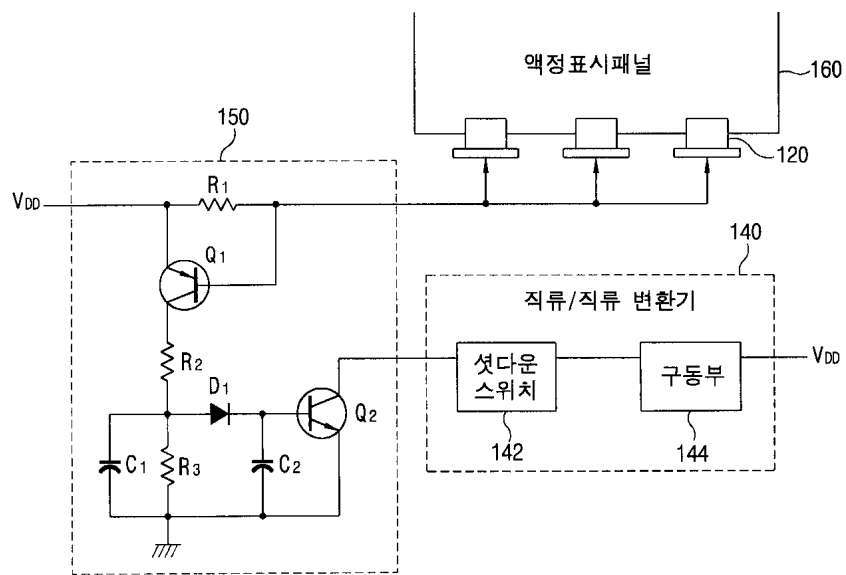 액정표시패널
160
150
120
R1
VDD
Q1
140
직류/직류 변환기
R2
VDD
셧다운
스위치
구동부
D1
Q2
142
144
C1
R3
C2